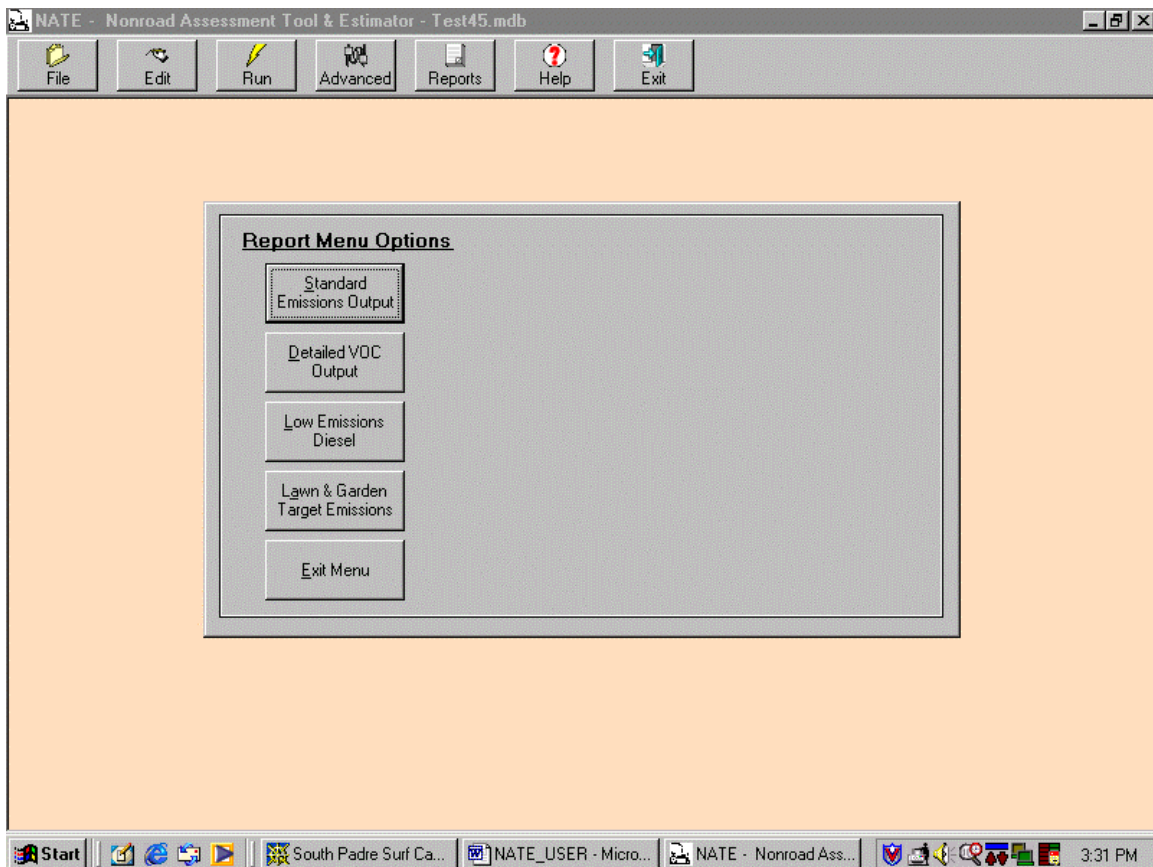 NATE - Nonroad Assessment Tool & Estimator - Test45.mdb
File
Edit
Run
Advanced
Reports
Help
Exit
Report Menu Options
Standard
Emissions Output
Detailed VOC
Output
Low Emissions
Diesel
Lawn & Garden
Target Emissions
Exit Menu
Start
South Padre Surf Ca...
NATE_USER - Micro...
NATE - Nonroad Ass...
3:31 PM